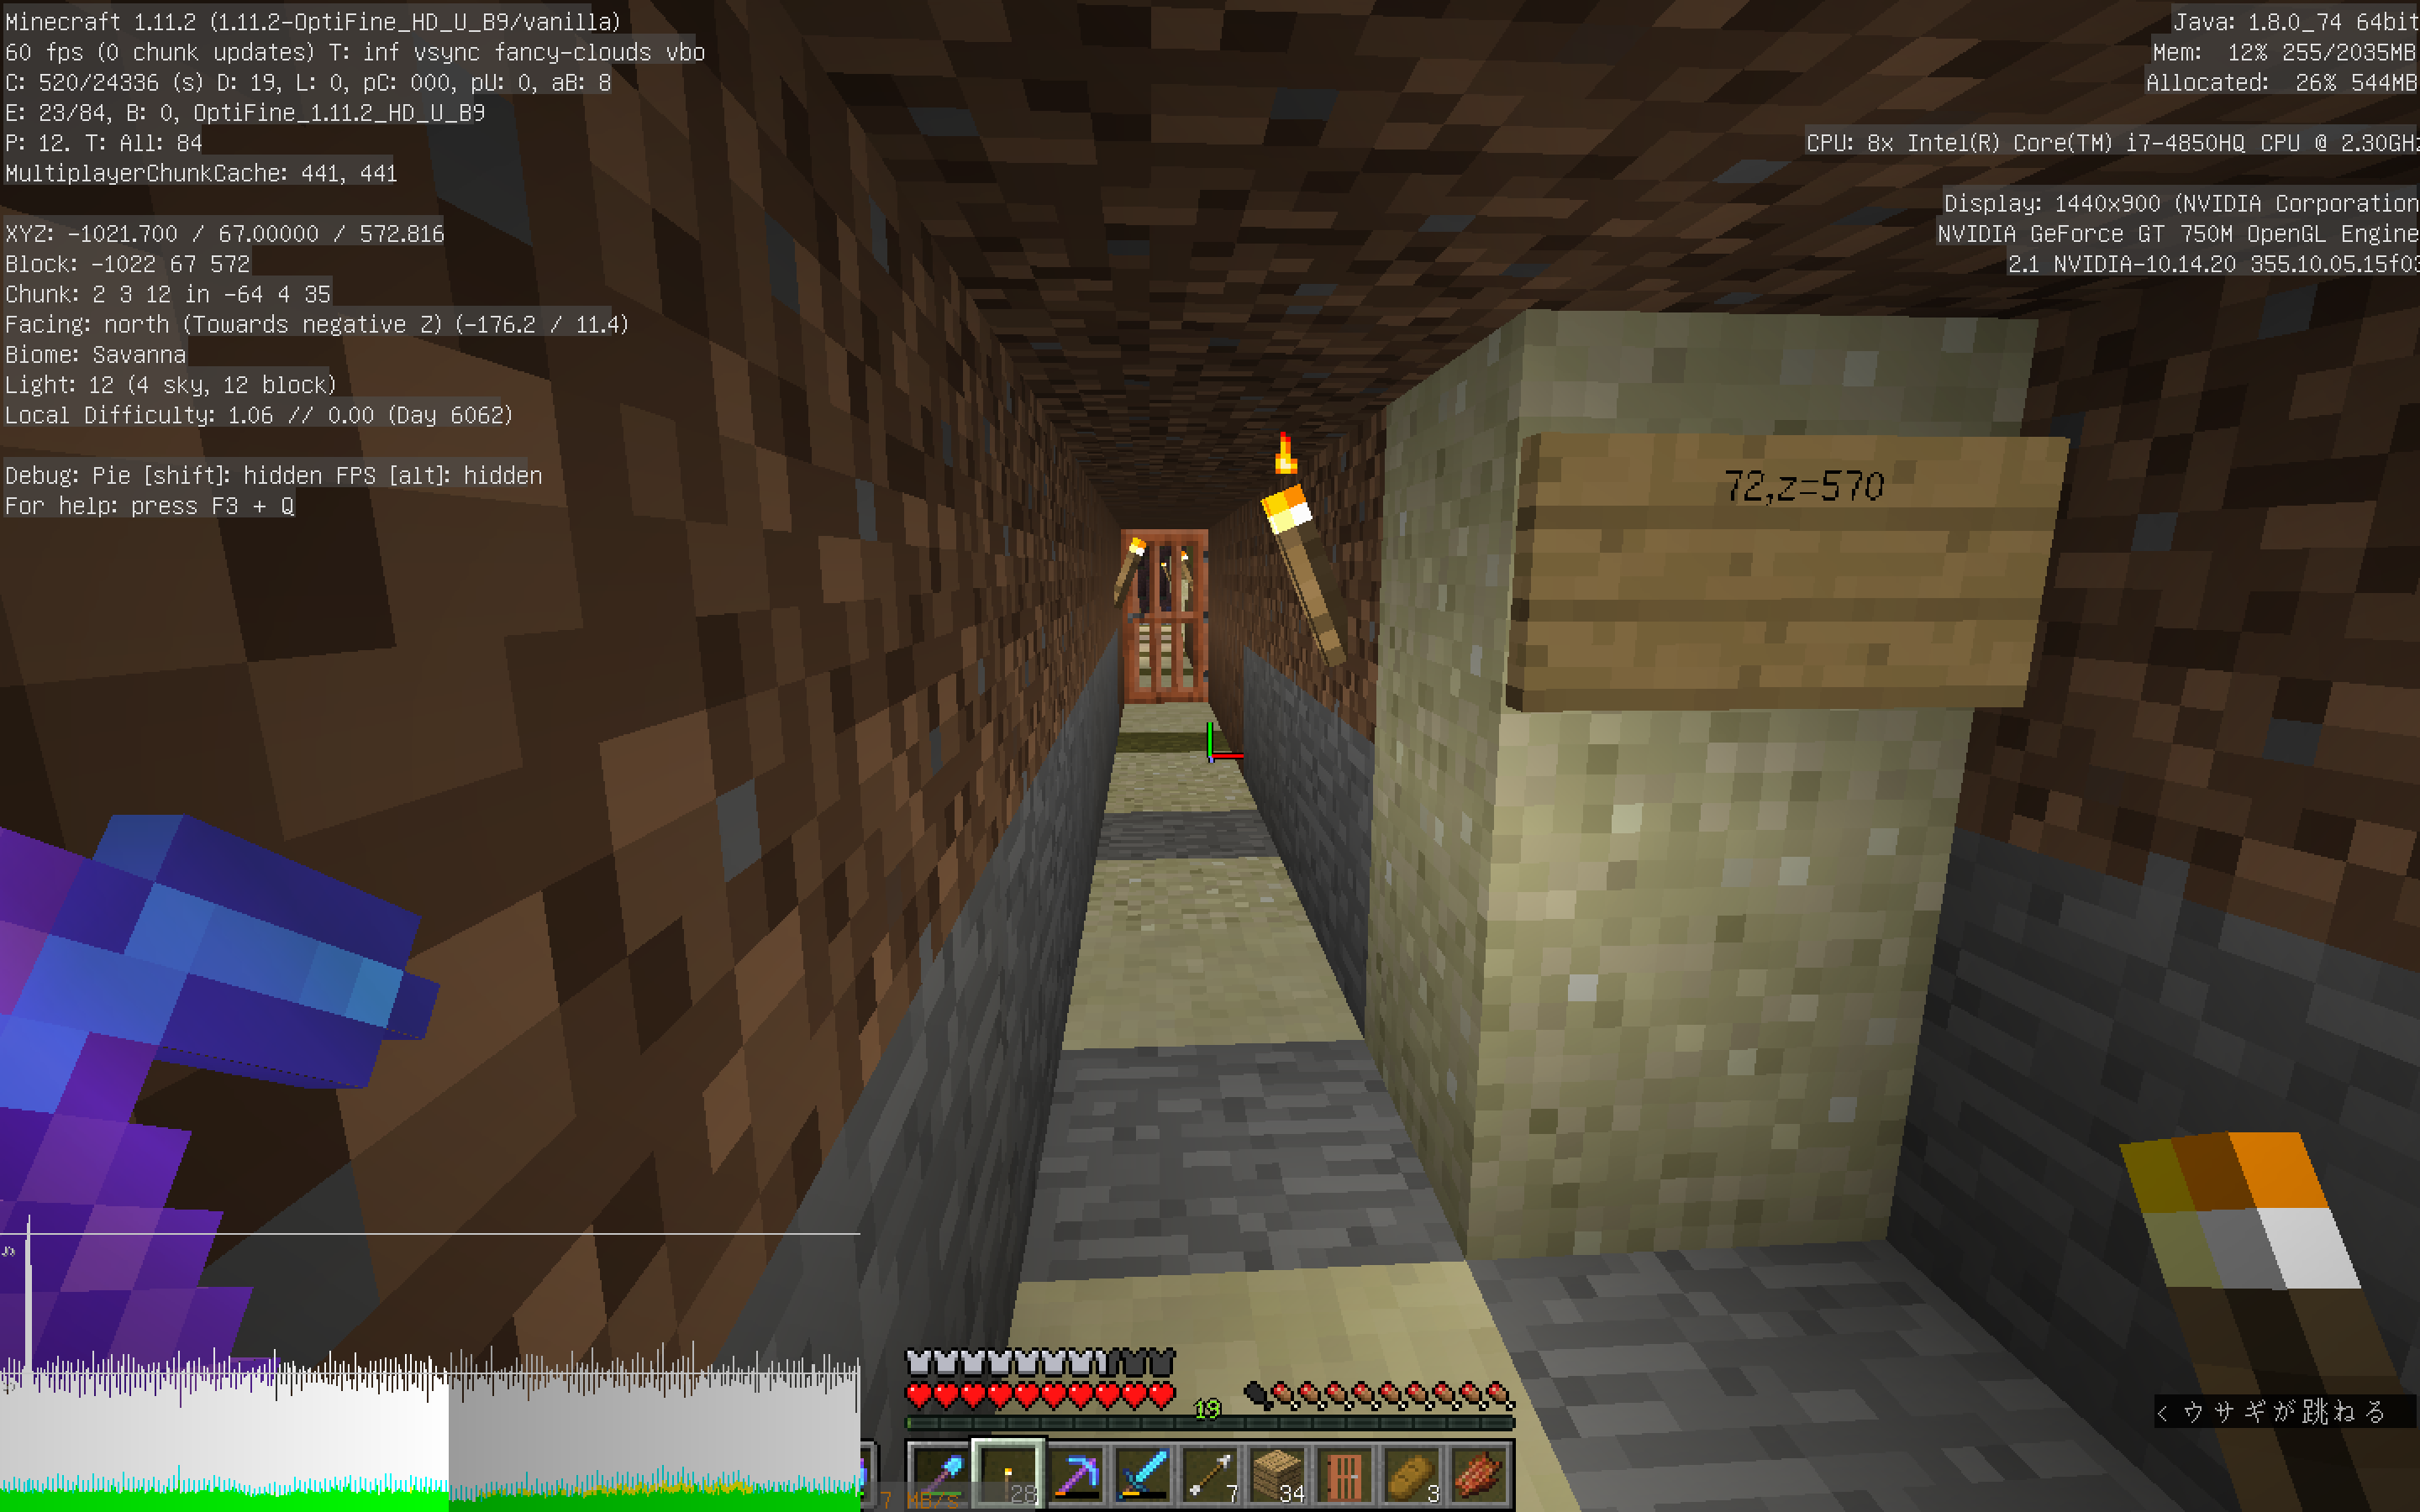 Minecraft 1.11.2 (1.11.2-OptiFine_HD_U_B9/vanilla)
60 fps (0 chunk updates) T: inf vsync fancy-clouds vbo
C: 520/24336 (s) D: 19, L: 0, pC: 000, pU: 0, aB: 8
E: 23/84, B: 0, OptiFine_1.11.2_HD_U_B9
P: 12. T: All: 84
MultiplayerChunkCache: 441, 441
XYZ: -1021.700 / 67.00000 / 572.816
Block: -1022 67 572
Chunk: 2 3 12 in -64 4 35
Facing: north (Towards negative Z) (-176.2 / 11.4)
Biome: Savanna
Light: 12 (4 sky, 12 block)
Local Difficulty: 1.06 // 0.00 (Day 6062)
Debug: Pie [shift]: hidden FPS [alt]: hidden
For help: press F3 + Q
Java: 1.8.0_74 64bit
Mem: 12% 255/2035MB
Allocated: 26% 544MB
CPU: 8x Intel(R) Core(TM) i7-4850HQ CPU @ 2.30GHz
Display: 1440x900 (NVIDIA Corporation
NVIDIA GeForce GT 750M OpenGL Engine
2.1 NVIDIA-10.14.20 355.10.05.15f03
72,z=570
< ウサギが跳ねる
19
7 MB/s
28
7
34
3